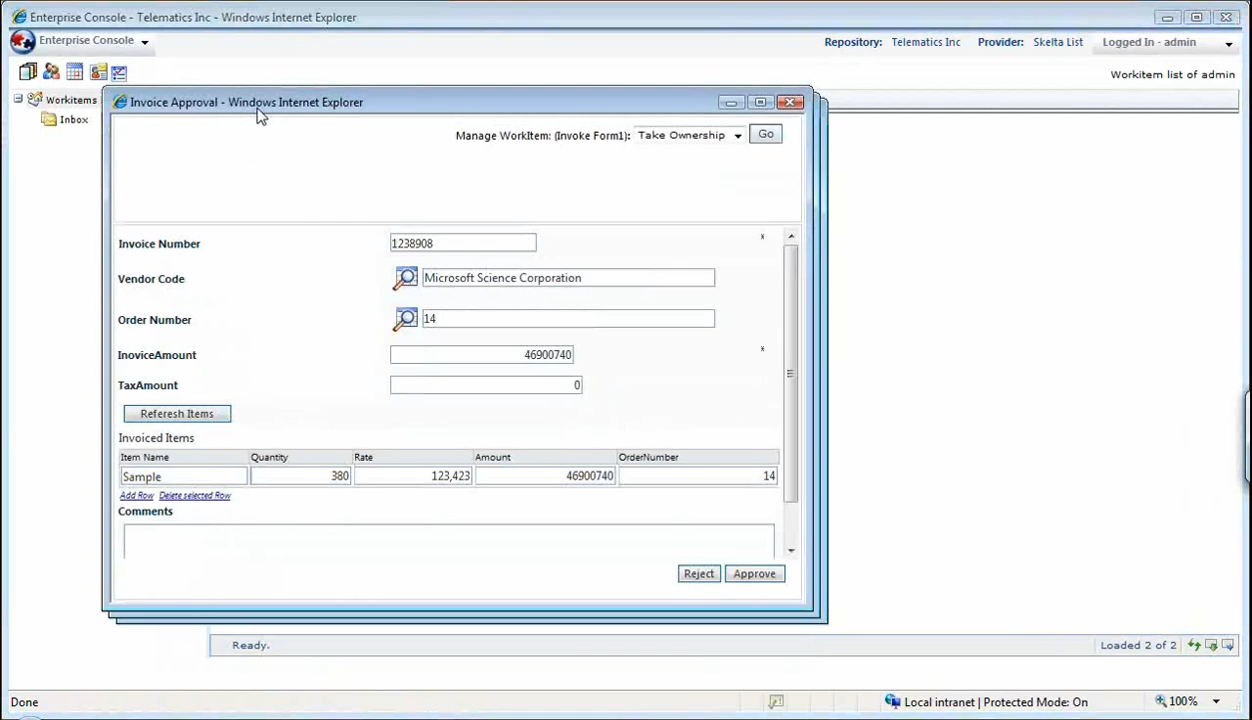 Enterprise Console - Telematics Inc - Windows Internet Explorer
Enterprise Console
Repository: Telematics Inc Provider: Skelta List Logged In - admin
Workitem list of admin
Workitems
Inbox
Invoice Approval - Windows Internet Explorer
Manage WorkItem: (Invoke Form1): Take Ownership Go
Invoice Number 1238908 *
Vendor Code Microsoft Science Corporation
Order Number 14
InoviceAmount 46900740 *
TaxAmount 0
Referesh Items
Invoiced Items
Item Name Quantity Rate Amount OrderNumber
Sample 380 123,423 46900740 14
Add Row Delete selected Row
Comments
Reject Approve
Ready. Loaded 2 of 2
Done Local intranet | Protected Mode: On 100%